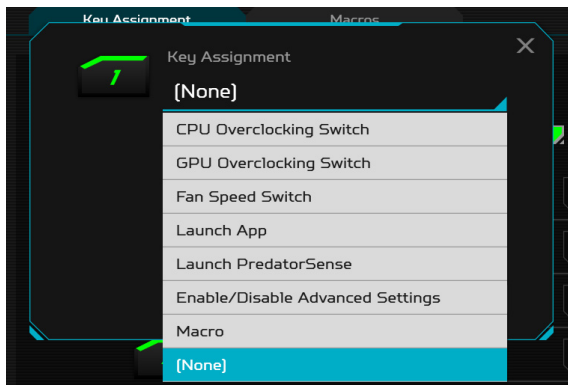 Key Assignment
Macros
1
Key Assignment
(None)
CPU Overclocking Switch
GPU Overclocking Switch
Fan Speed Switch
Launch App
Launch PredatorSense
Enable/Disable Advanced Settings
Macro
(None)